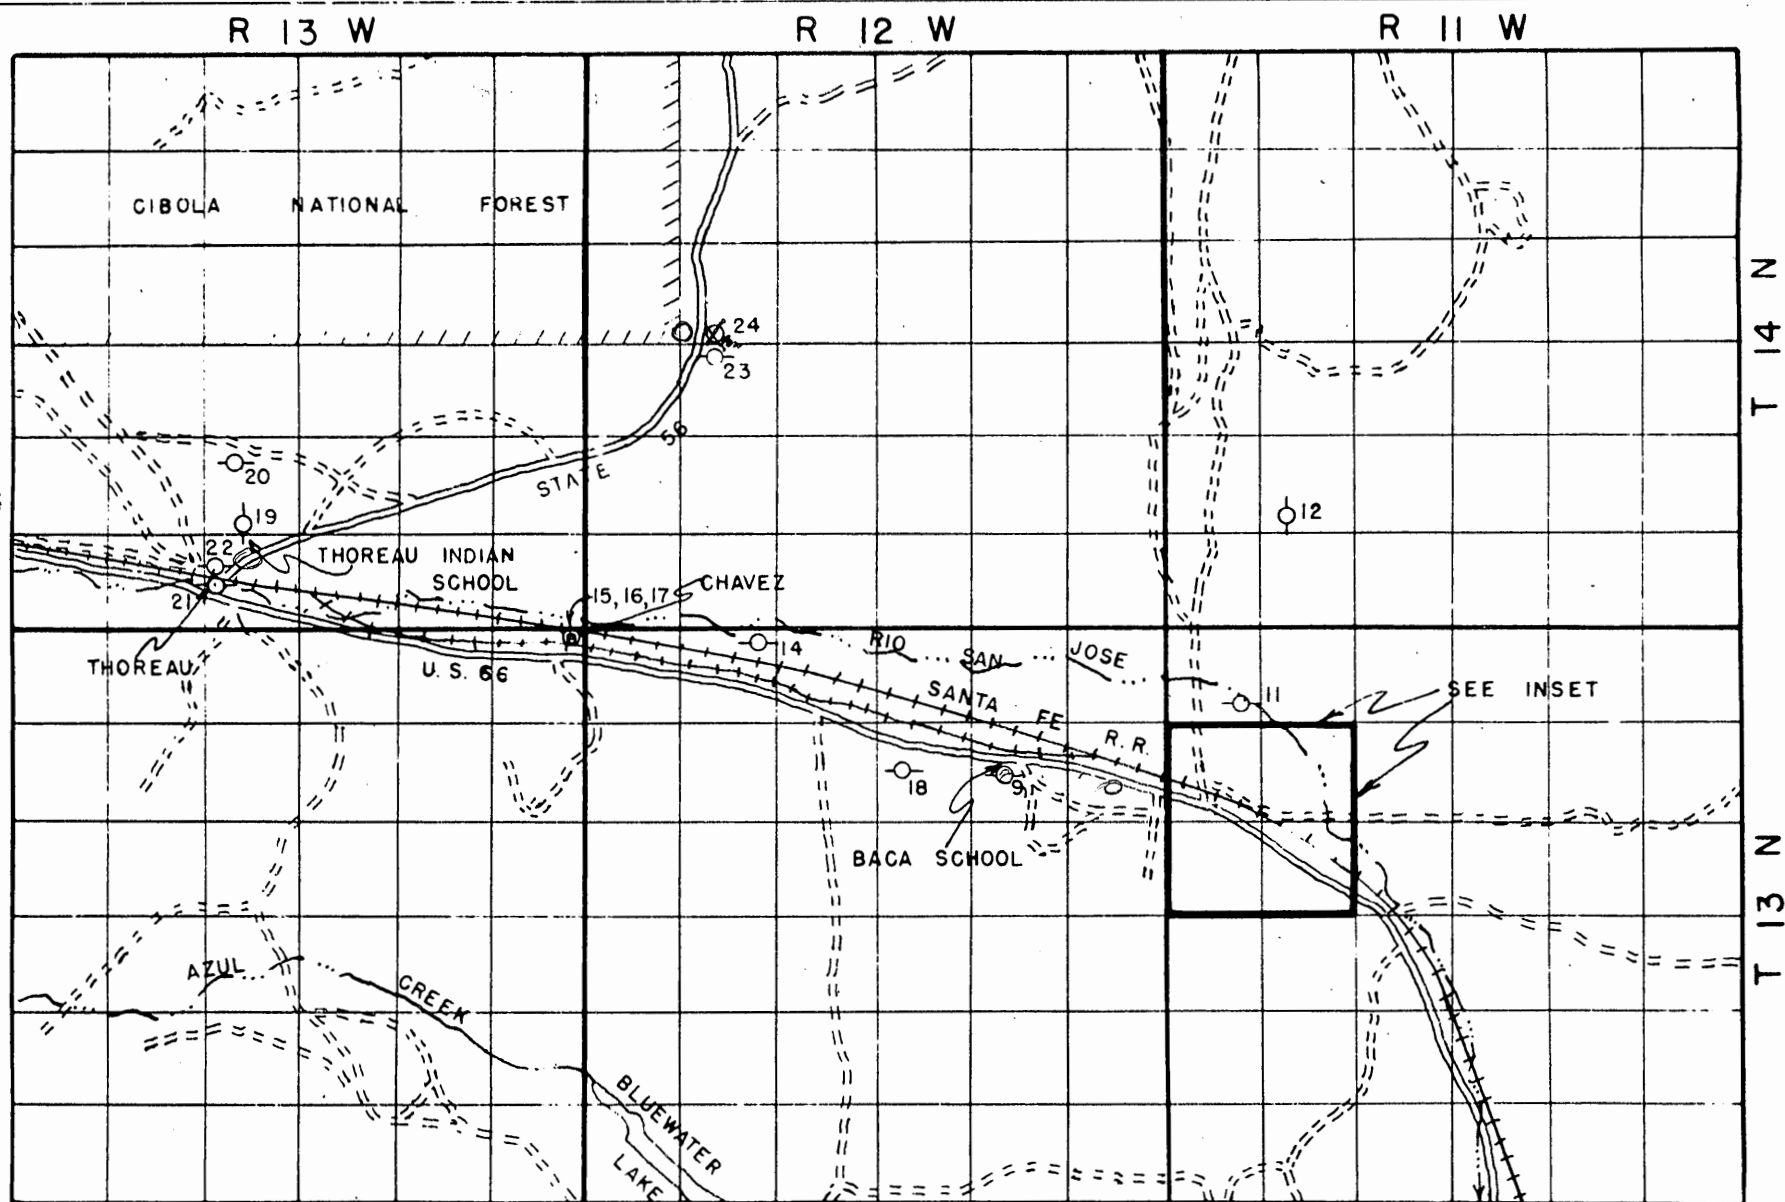 R 13 W
R 12 W
R 11 W
CIBOLA NATIONAL FOREST
T 14 N
24
23
56
STATE
20
19
22
THOREAU INDIAN
SCHOOL
21
15, 16, 17
CHAVEZ
12
THOREAU
U. S. 66
14
RIO SAN JOSE
11
SEE INSET
SANTA FE R. R.
18
9
BACA SCHOOL
T 13 N
AZUL CREEK
BLUEWATER
LAKE